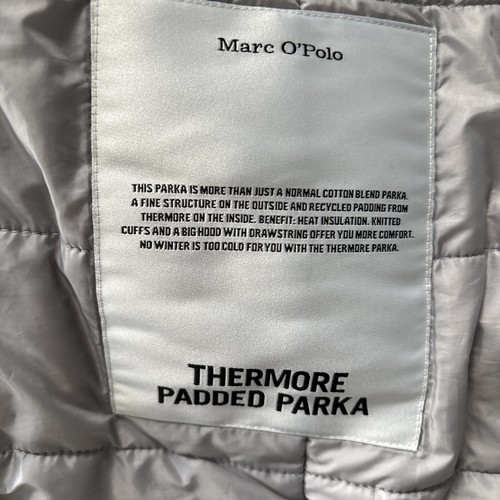 Marc O'Polo
THIS PARKA IS MORE THAN JUST A NORMAL COTTON BLEND PARKA.
A FINE STRUCTURE ON THE OUTSIDE AND RECYCLED PADDING FROM
THERMORE ON THE INSIDE. BENEFIT: HEAT INSULATION. KNITTED
CUFFS AND A BIG HOOD WITH DRAWSTRING OFFER YOU MORE COMFORT.
NO WINTER IS TOO COLD FOR YOU WITH THE THERMORE PARKA.
THERMORE
PADDED PARKA